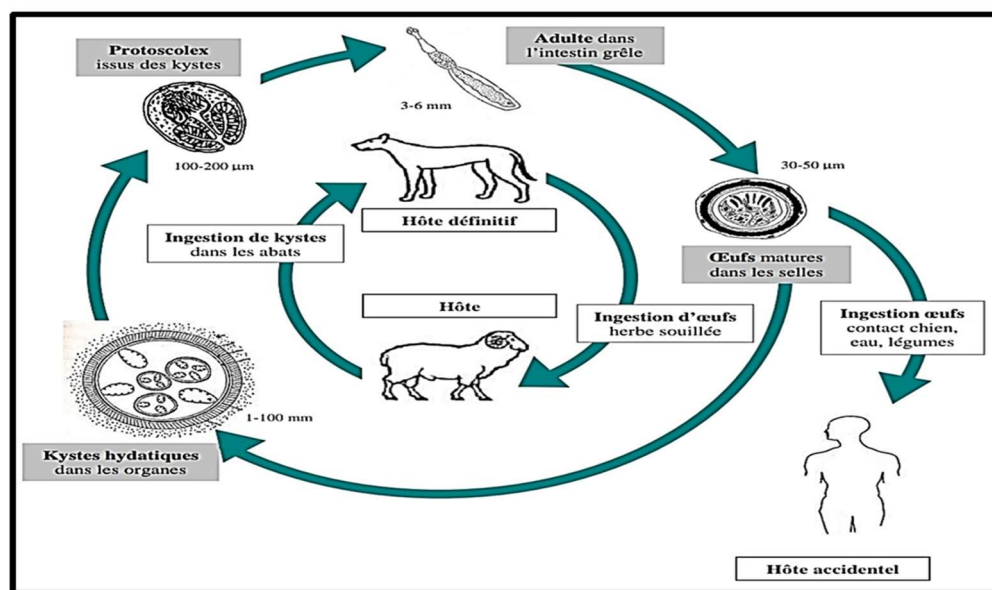 Protoscolex
issus des kystes
100-200 µm
3-6 mm
Adulte dans
l'intestin grêle
30-50 µm
Œufs matures
dans les selles
Hôte définitif
Ingestion de kystes
dans les abats
Hôte
Ingestion d'œufs
herbe souillée
Ingestion œufs
contact chien,
eau, légumes
1-100 mm
Kystes hydatiques
dans les organes
Hôte accidentel